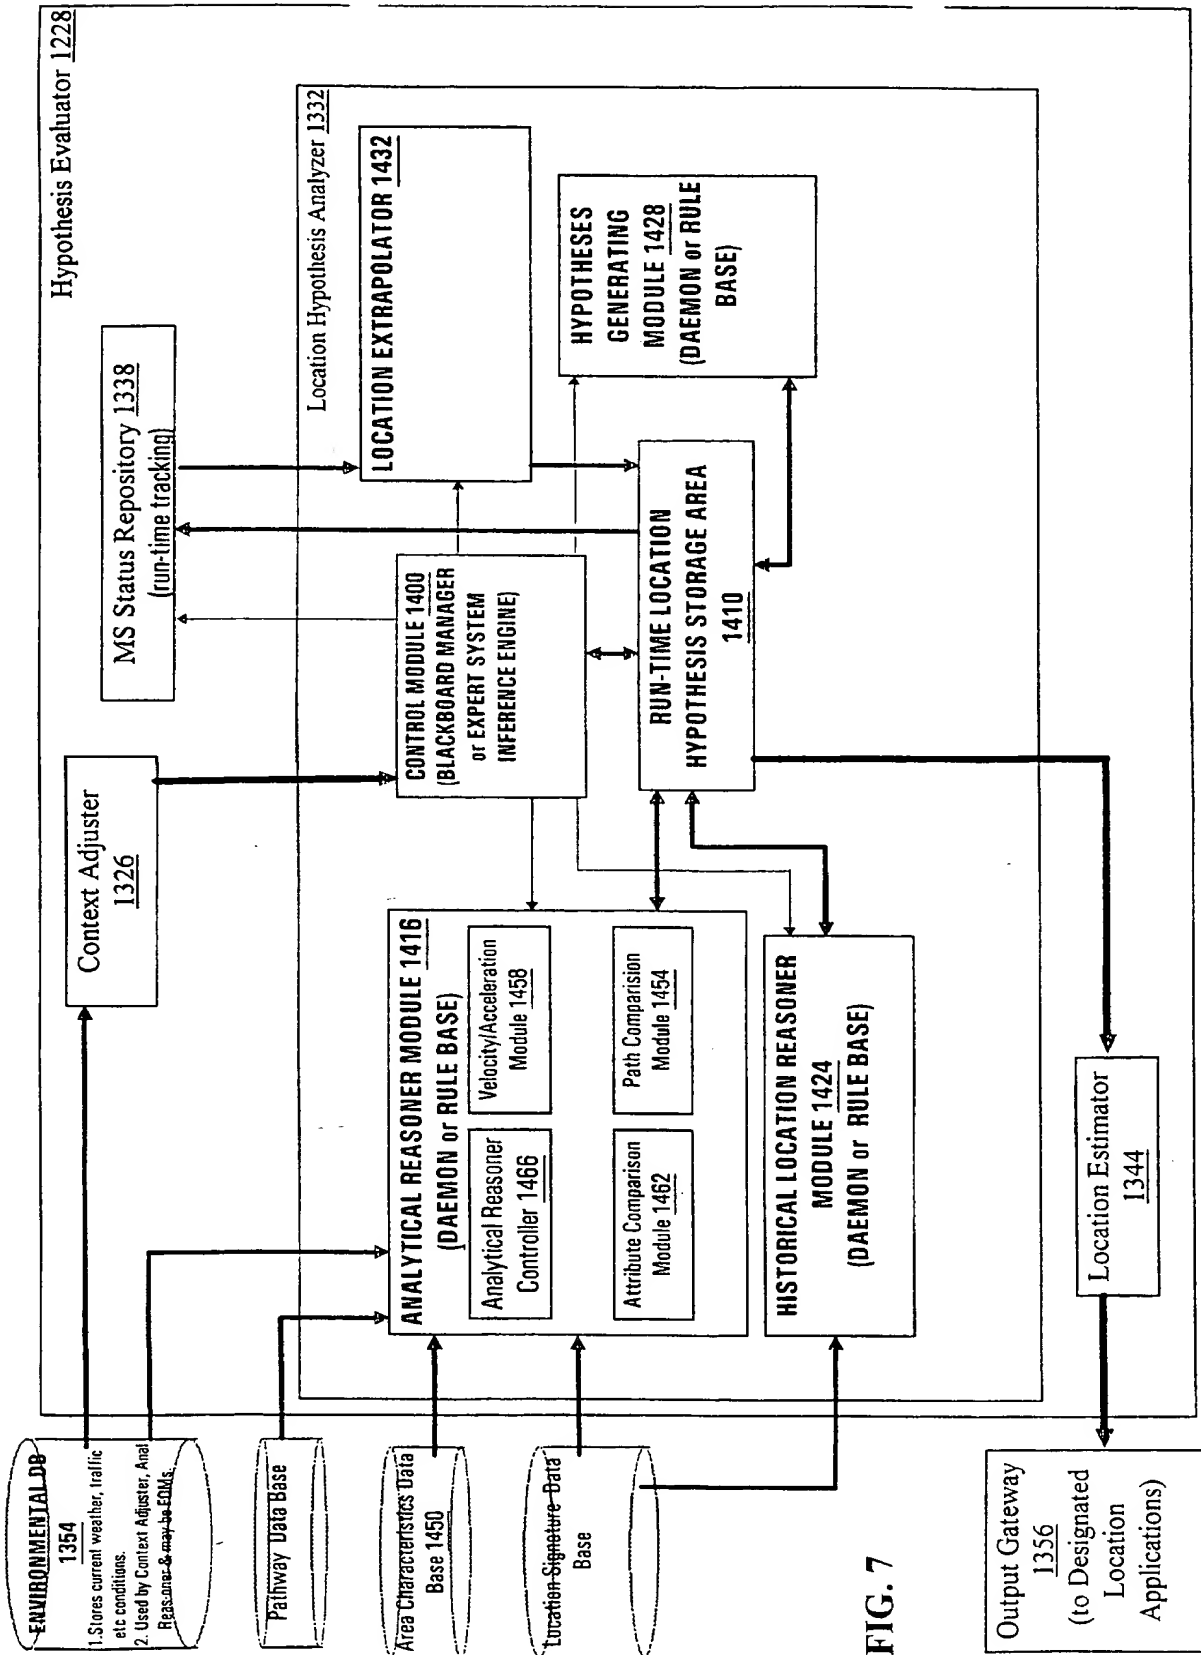 Hypothesis Evaluator 1228
MS Status Repository 1338
(run-time tracking)
Context Adjuster
1326
Location Hypothesis Analyzer 1332
LOCATION EXTRAPOLATOR 1432
HYPOTHESES
GENERATING
MODULE 1428
(DAEMON or RULE
BASE)
CONTROL MODULE 1400
(BLACKBOARD MANAGER
or EXPERT SYSTEM
INFERENCE ENGINE)
RUN-TIME LOCATION
HYPOTHESIS STORAGE AREA
1410
ANALYTICAL REASONER MODULE 1416
(DAEMON or RULE BASE)
Analytical Reasoner
Controller 1466
Velocity/Acceleration
Module 1458
Attribute Comparison
Module 1462
Path Comparision
Module 1454
HISTORICAL LOCATION REASONER
MODULE 1424
(DAEMON or RULE BASE)
Location Estimator
1344
ENVIRONMENTAL DB
1354
1.Stores current weather, traffic
etc conditions.
2. Used by Context Adjuster, Anal
Reasoner & may be FOMs.
Pathway Data Base
Area Characteristics Data
Base 1450
Location Signature Data
Base
Output Gateway
1356
(to Designated
Location
Applications)
FIG. 7